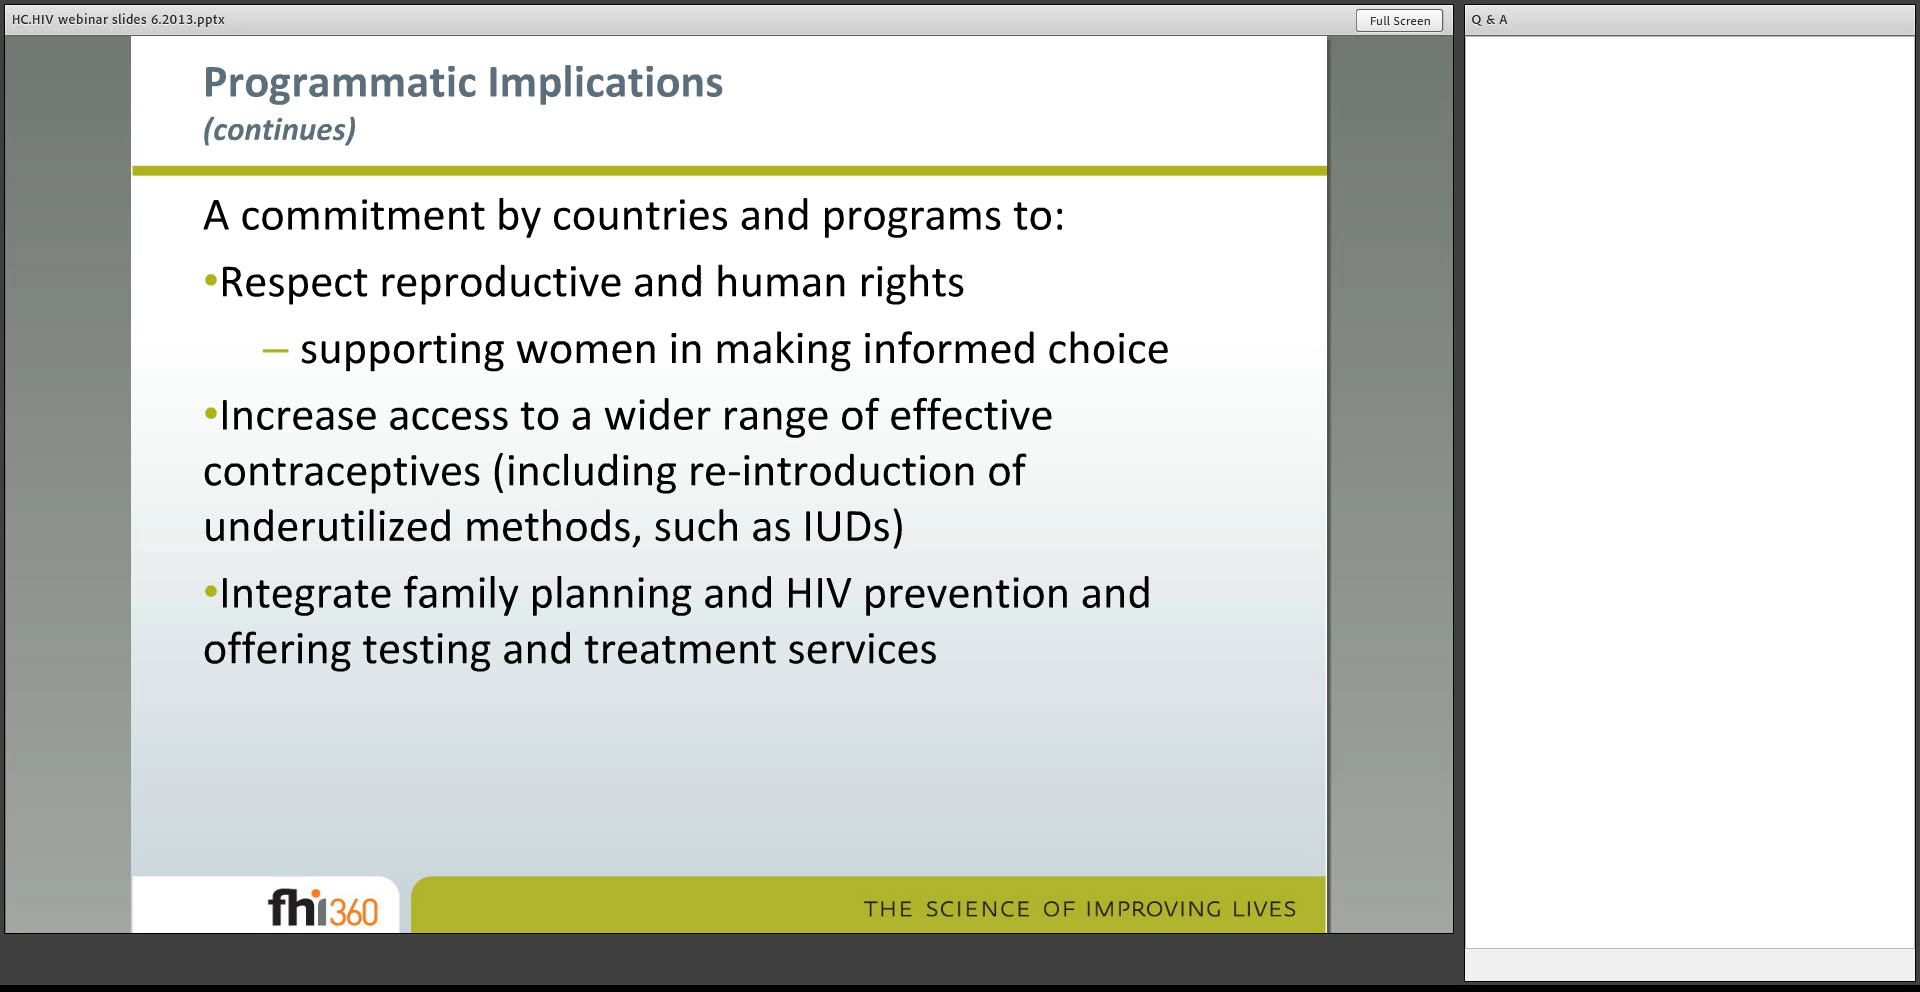 HC.HIV webinar slides 6.2013.pptx
Full Screen
Q & A
Programmatic Implications
(continues)
A commitment by countries and programs to:
•Respect reproductive and human rights
– supporting women in making informed choice
•Increase access to a wider range of effective
contraceptives (including re-introduction of
underutilized methods, such as IUDs)
•Integrate family planning and HIV prevention and
offering testing and treatment services
fhi360
THE SCIENCE OF IMPROVING LIVES